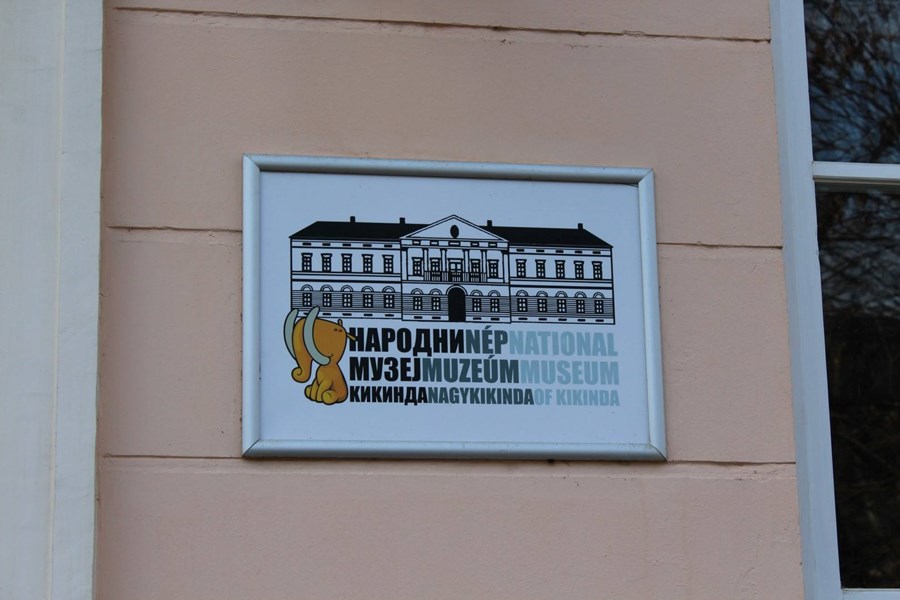 НАРОДНИNÉPNATIONAL
МУЗЕЈMUZEÚMMUSEUM
КИКИНДАNAGYKIKINDAOF KIKINDA